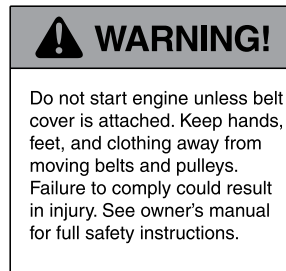 WARNING!
Do not start engine unless belt
cover is attached. Keep hands,
feet, and clothing away from
moving belts and pulleys.
Failure to comply could result
in injury. See owner's manual
for full safety instructions.